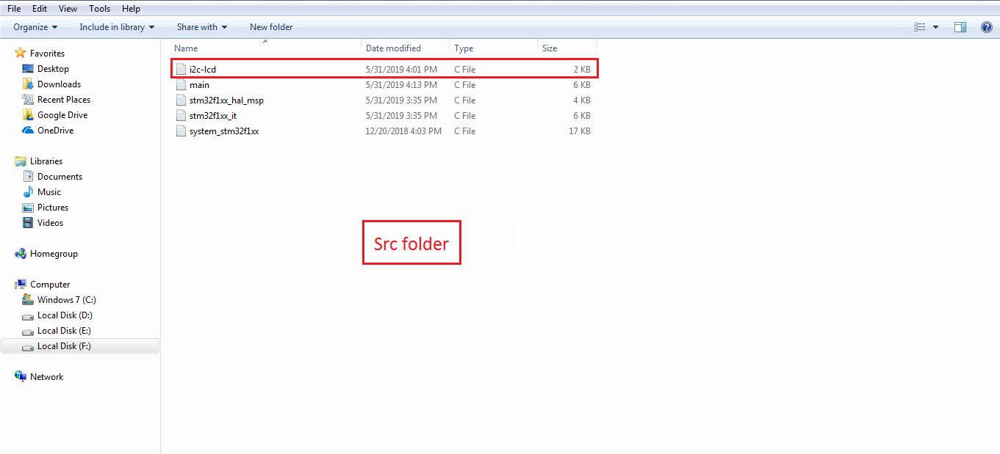 File Edit View Tools Help
Organize Include in library Share with New folder
Name Date modified Type Size
Favorites
Desktop
Downloads
Recent Places
Google Drive
OneDrive
Libraries
Documents
Music
Pictures
Videos
Homegroup
Computer
Windows 7 (C:)
Local Disk (D:)
Local Disk (E:)
Local Disk (F:)
Network
i2c-lcd 5/31/2019 4:01 PM C File 2 KB
main 5/31/2019 4:13 PM C File 6 KB
stm32f1xx_hal_msp 5/31/2019 3:35 PM C File 4 KB
stm32f1xx_it 5/31/2019 3:35 PM C File 6 KB
system_stm32f1xx 12/20/2018 4:03 PM C File 17 KB
Src folder